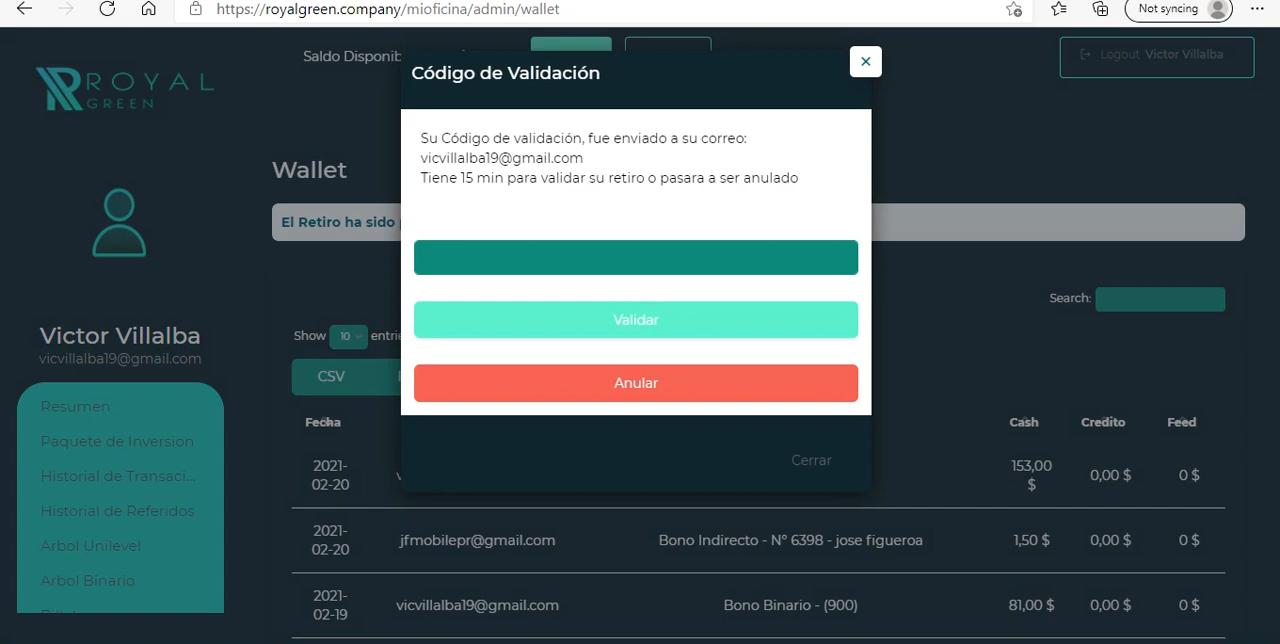 https://royalgreen.company/mioficina/admin/wallet
Not syncing
Saldo Disponib
Logout Victor Villalba
ROYAL
GREEN
Código de Validación
Su Código de validación, fue enviado a su correo:
vicvillalba19@gmail.com
Tiene 15 min para validar su retiro o pasara a ser anulado
Validar
Anular
Cerrar
Wallet
El Retiro ha sido
Search:
Show 10 entrie
CSV
Victor Villalba
vicvillalba19@gmail.com
Resumen
Paquete de Inversion
Historial de Transaci...
Historial de Referidos
Arbol Unilevel
Arbol Binario
Fecha Cash Credito Feed
2021-
02-20 153,00
$ 0,00 $ 0 $
2021-
02-20 jfmobilepr@gmail.com Bono Indirecto - N° 6398 - jose figueroa 1,50 $ 0,00 $ 0 $
2021-
02-19 vicvillalba19@gmail.com Bono Binario - (900) 81,00 $ 0,00 $ 0 $